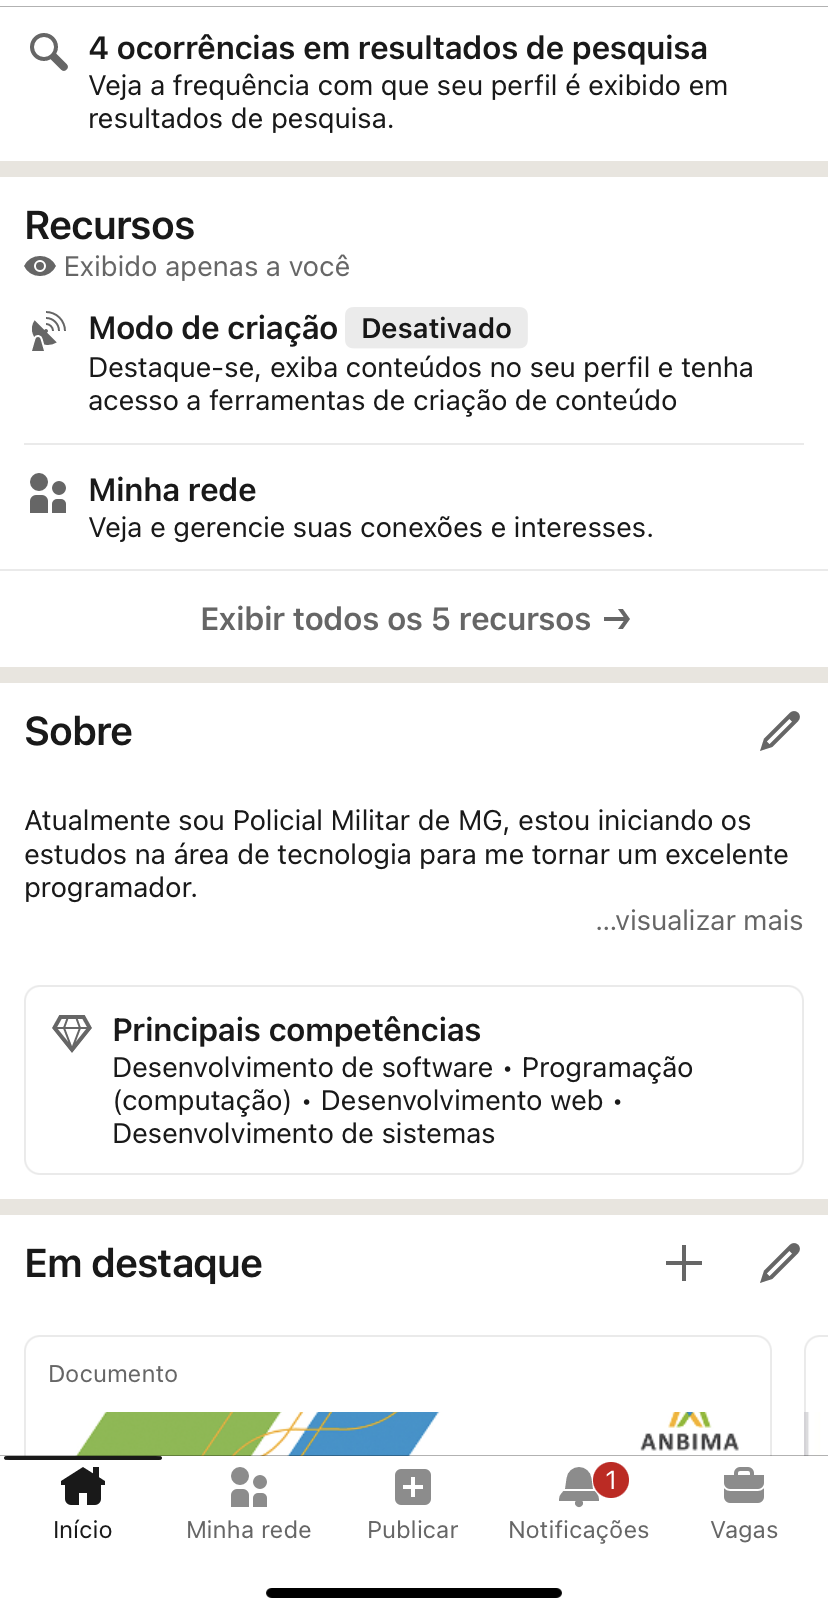 4 ocorrências em resultados de pesquisa
Veja a frequência com que seu perfil é exibido em
resultados de pesquisa.
Recursos
Exibido apenas a você
Modo de criação Desativado
Destaque-se, exiba conteúdos no seu perfil e tenha
acesso a ferramentas de criação de conteúdo
Minha rede
Veja e gerencie suas conexões e interesses.
Exibir todos os 5 recursos →
Sobre
Atualmente sou Policial Militar de MG, estou iniciando os
estudos na área de tecnologia para me tornar um excelente
programador.
...visualizar mais
Principais competências
Desenvolvimento de software • Programação
(computação) • Desenvolvimento web •
Desenvolvimento de sistemas
Em destaque
Documento
ANBIMA
1
Início Minha rede Publicar Notificações Vagas